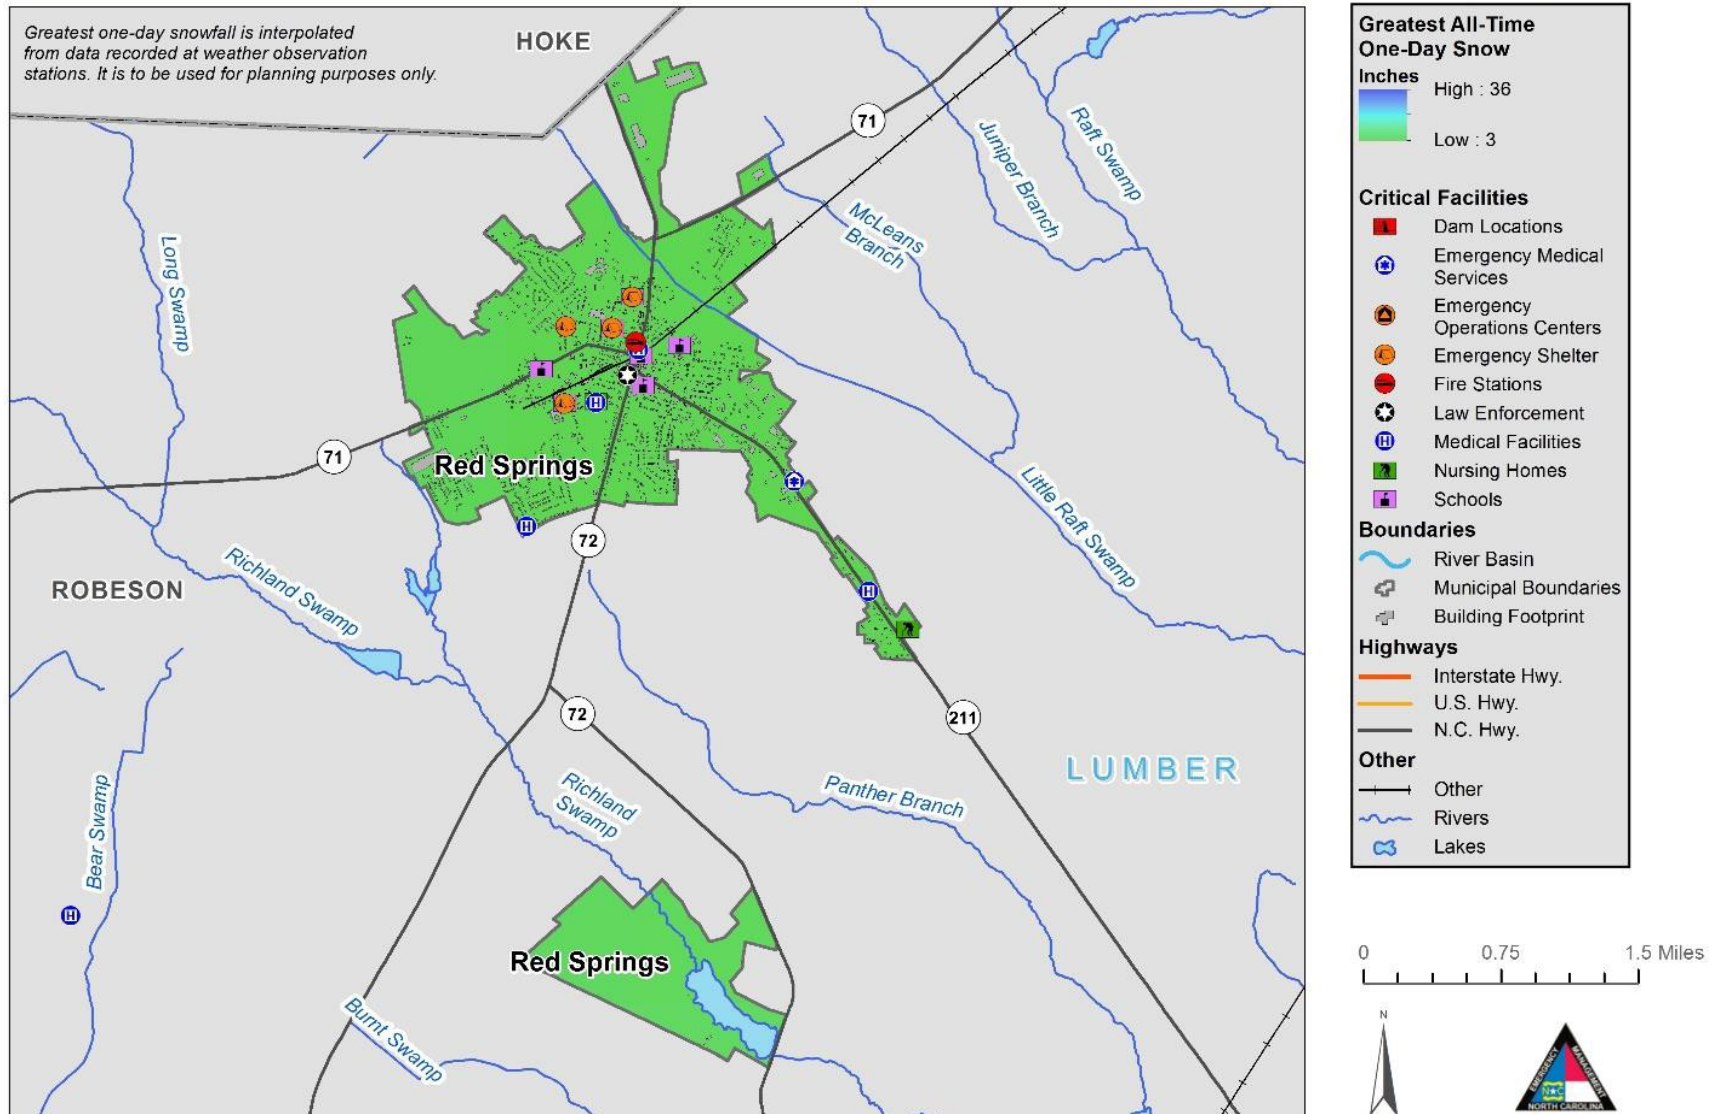 Greatest one-day snowfall is interpolated
from data recorded at weather observation
stations. It is to be used for planning purposes only.
HOKE
71
Juniper Branch
Raft Swamp
McLeans
Branch
Long Swamp
71
Red Springs
72
Little Raft Swamp
Richland Swamp
ROBESON
72
211
LUMBER
Richland
Swamp
Panther Branch
Bear Swamp
Red Springs
Burnt Swamp
Greatest All-Time
One-Day Snow
Inches
High : 36
Low : 3
Critical Facilities
Dam Locations
Emergency Medical
Services
Emergency
Operations Centers
Emergency Shelter
Fire Stations
Law Enforcement
H
Medical Facilities
Nursing Homes
Schools
Boundaries
River Basin
Municipal Boundaries
Building Footprint
Highways
Interstate Hwy.
U.S. Hwy.
N.C. Hwy.
Other
Other
Rivers
Lakes
0 0.75 1.5 Miles
N
EMERGENCY
MANAGEMENT
N C
NORTH CAROLINA